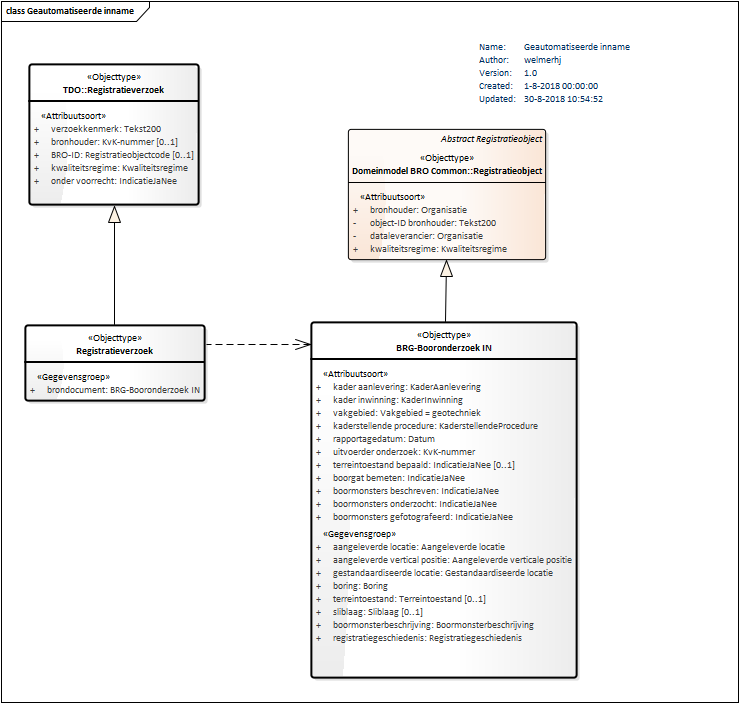 class Geautomatiseerde inname
Name: Geautomatiseerde inname
Author: welmerhj
Version: 1.0
Created: 1-8-2018 00:00:00
Updated: 30-8-2018 10:54:52
«Objecttype»
TDO::Registratieverzoek
«Attribuutsoort»
+ verzoekkenmerk: Tekst200
+ bronhouder: KvK-nummer [0..1]
+ BRO-ID: Registratieobjectcode [0..1]
+ kwaliteitsregime: Kwaliteitsregime
+ onder voorrecht: IndicatieJaNee
Abstract Registratieobject
«Objecttype»
Domeinmodel BRO Common::Registratieobject
«Attribuutsoort»
+ bronhouder: Organisatie
- object-ID bronhouder: Tekst200
- dataleverancier: Organisatie
+ kwaliteitsregime: Kwaliteitsregime
«Objecttype»
Registratieverzoek
«Gegevensgroep»
+ brondocument: BRG-Booronderzoek IN
«Objecttype»
BRG-Booronderzoek IN
«Attribuutsoort»
+ kader aanlevering: KaderAanlevering
+ kader inwinning: KaderInwinning
+ vakgebied: Vakgebied = geotechniek
+ kaderstellende procedure: KaderstellendeProcedure
+ rapportagedatum: Datum
+ uitvoerder onderzoek: KvK-nummer
+ terreintoestand bepaald: IndicatieJaNee [0..1]
+ boorgat bemeten: IndicatieJaNee
+ boormonsters beschreven: IndicatieJaNee
+ boormonsters onderzocht: IndicatieJaNee
+ boormonsters gefotografeerd: IndicatieJaNee
«Gegevensgroep»
+ aangeleverde locatie: Aangeleverde locatie
+ aangeleverde vertical positie: Aangeleverde verticale positie
+ gestandaardiseerde locatie: Gestandaardiseerde locatie
+ boring: Boring
+ terreintoestand: Terreintoestand [0..1]
+ sliblaag: Sliblaag [0..1]
+ boormonsterbeschrijving: Boormonsterbeschrijving
+ registratiegeschiedenis: Registratiegeschiedenis